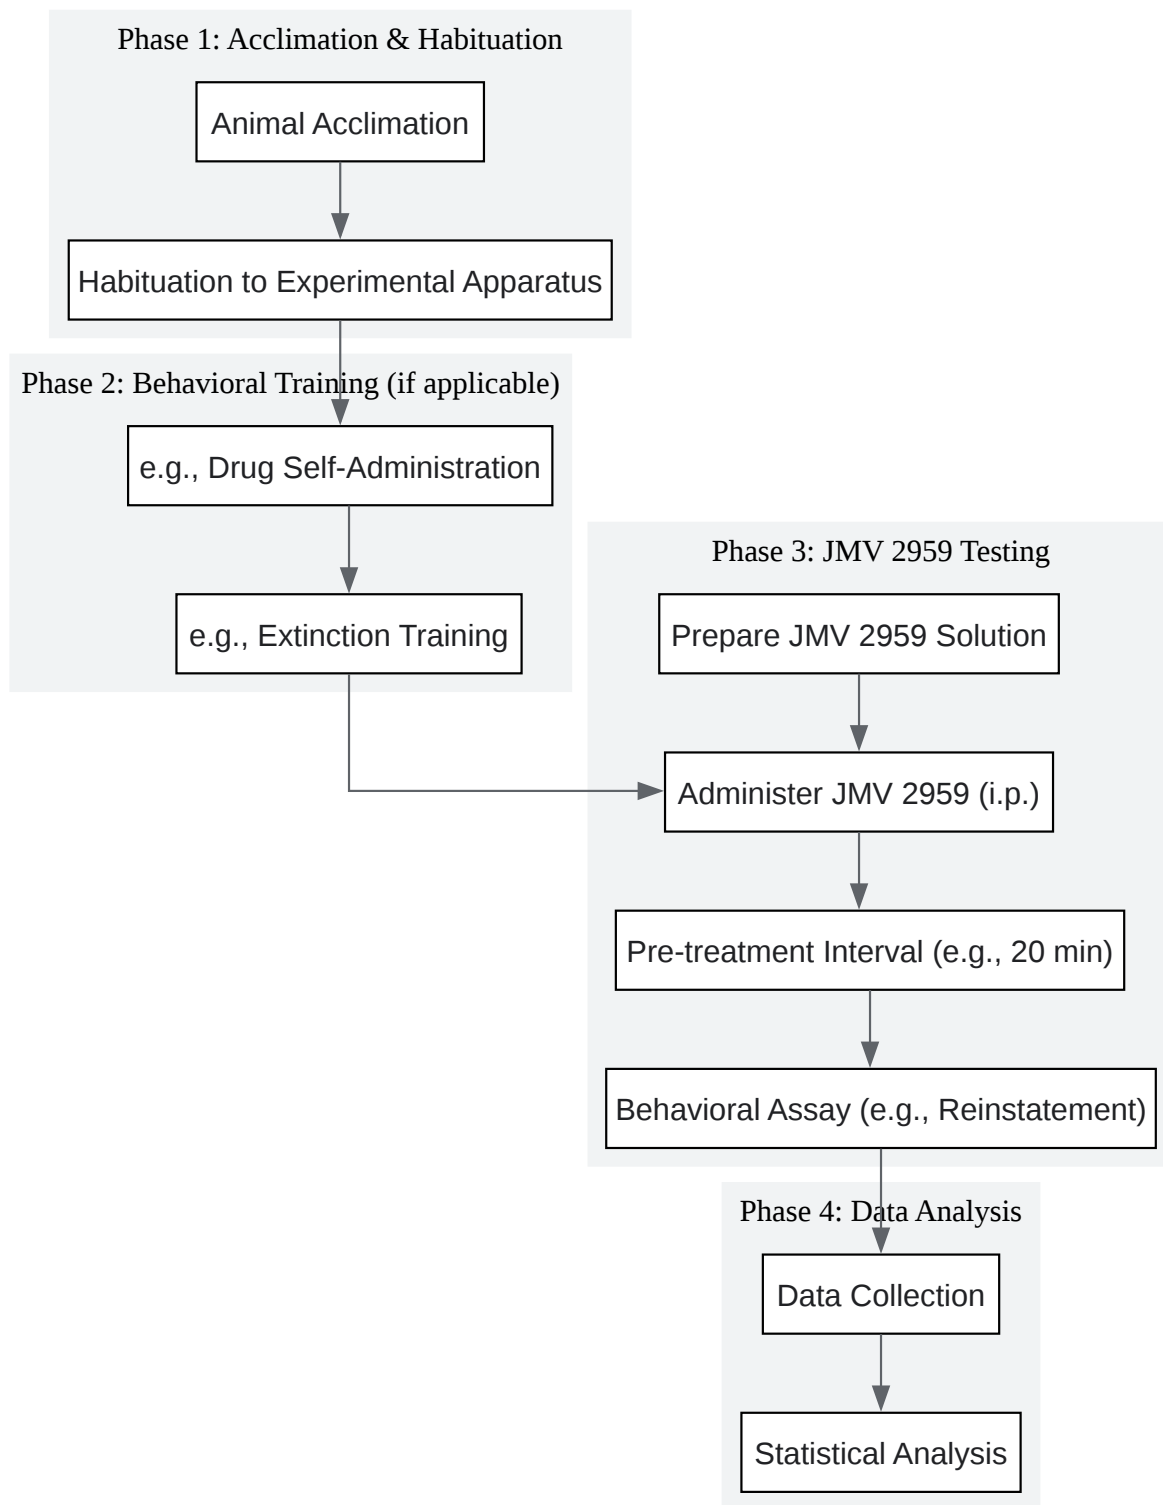 Phase 1: Acclimation & Habituation
Animal Acclimation
Habituation to Experimental Apparatus
Phase 2: Behavioral Training (if applicable)
e.g., Drug Self-Administration
e.g., Extinction Training
Phase 3: JMV 2959 Testing
Prepare JMV 2959 Solution
Administer JMV 2959 (i.p.)
Pre-treatment Interval (e.g., 20 min)
Behavioral Assay (e.g., Reinstatement)
Phase 4: Data Analysis
Data Collection
Statistical Analysis